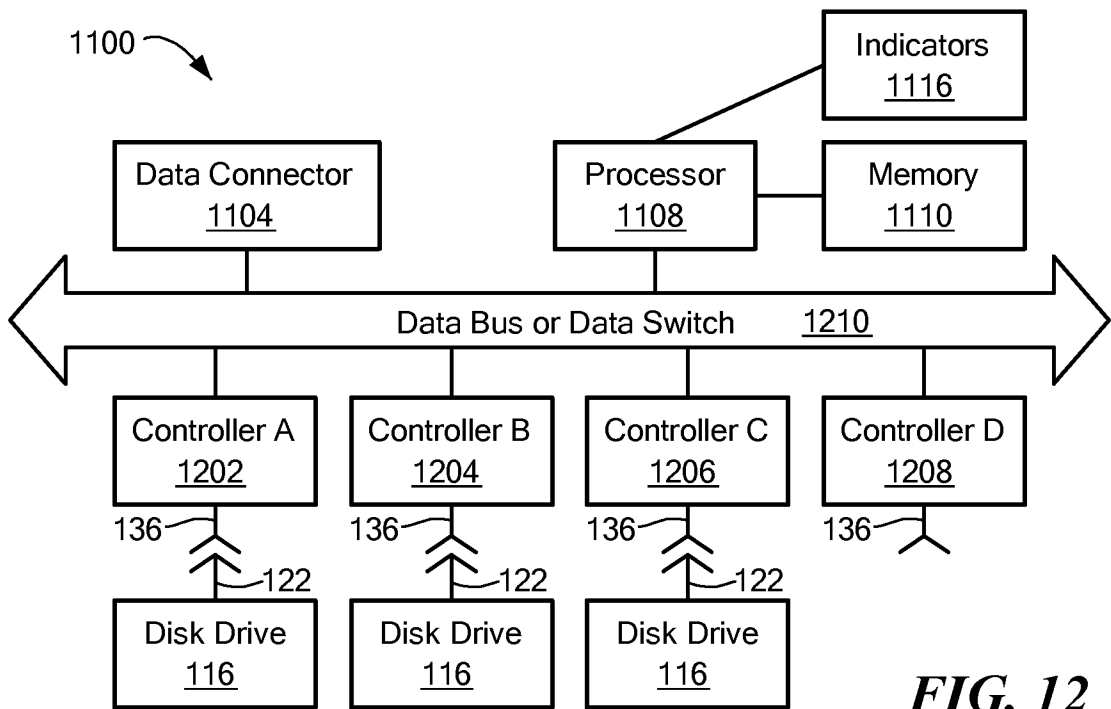 1100
Indicators
1116
Data Connector
1104
Processor
1108
Memory
1110
Data Bus or Data Switch 1210
Controller A
1202
Controller B
1204
Controller C
1206
Controller D
1208
136
136
136
136
122
122
122
Disk Drive
116
Disk Drive
116
Disk Drive
116
FIG. 12